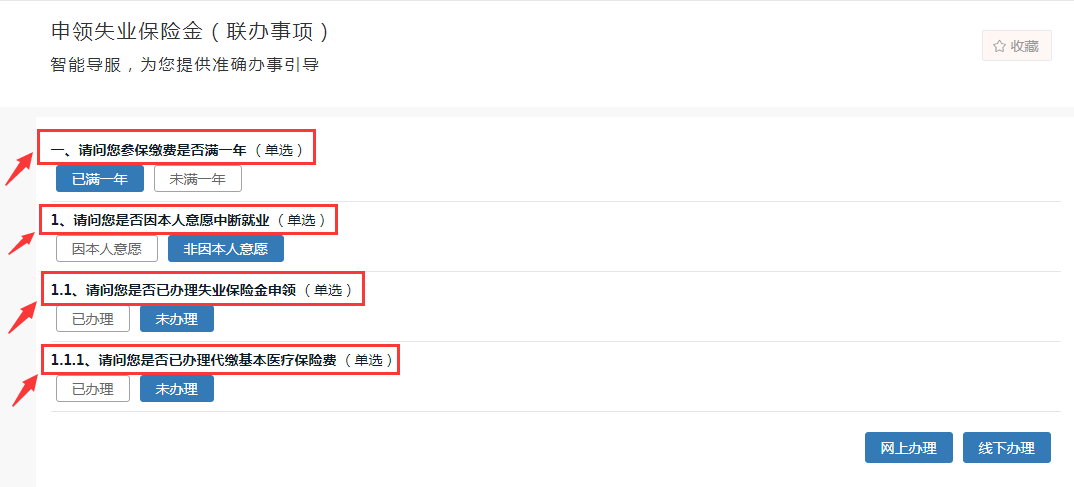 申领失业保险金（联办事项）
智能导服，为您提供准确办事引导
收藏
一、请问您参保缴费是否满一年（单选）
已满一年 未满一年
1、请问您是否因本人意愿中断就业（单选）
因本人意愿 非因本人意愿
1.1、请问您是否已办理失业保险金申领（单选）
已办理 未办理
1.1.1、请问您是否已办理代缴基本医疗保险费（单选）
已办理 未办理
网上办理 线下办理